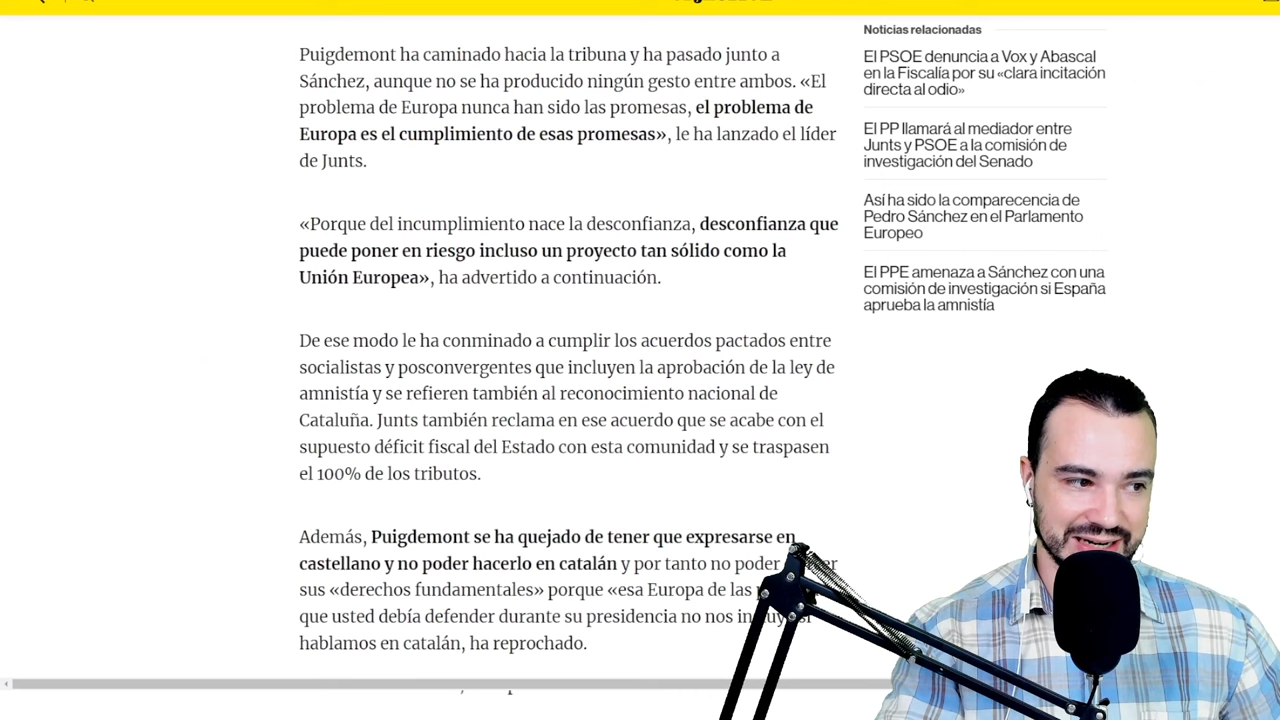 Puigdemont ha caminado hacia la tribuna y ha pasado junto a
Sánchez, aunque no se ha producido ningún gesto entre ambos. «El
problema de Europa nunca han sido las promesas, el problema de
Europa es el cumplimiento de esas promesas», le ha lanzado el líder
de Junts.
«Porque del incumplimiento nace la desconfianza, desconfianza que
puede poner en riesgo incluso un proyecto tan sólido como la
Unión Europea», ha advertido a continuación.
De ese modo le ha conminado a cumplir los acuerdos pactados entre
socialistas y posconvergentes que incluyen la aprobación de la ley de
amnistía y se refieren también al reconocimiento nacional de
Cataluña. Junts también reclama en ese acuerdo que se acabe con el
supuesto déficit fiscal del Estado con esta comunidad y se traspasen
el 100% de los tributos.
Además, Puigdemont se ha quejado de tener que expresarse en
castellano y no poder hacerlo en catalán y por tanto no poder
sus «derechos fundamentales» porque «esa Europa de las
que usted debía defender durante su presidencia no nos incluye si
hablamos en catalán, ha reprochado.
Noticias relacionadas
El PSOE denuncia a Vox y Abascal
en la Fiscalía por su «clara incitación
directa al odio»
El PP llamará al mediador entre
Junts y PSOE a la comisión de
investigación del Senado
Así ha sido la comparecencia de
Pedro Sánchez en el Parlamento
Europeo
El PPE amenaza a Sánchez con una
comisión de investigación si España
aprueba la amnistía